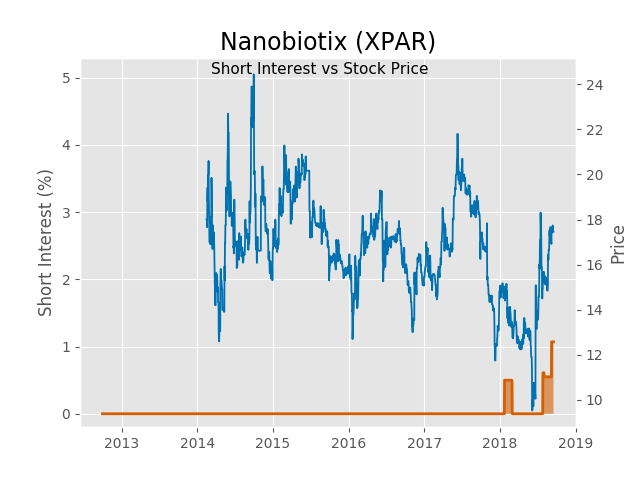 Nanobiotix (XPAR)
Short Interest vs Stock Price
Short Interest (%)
5
4
3
2
1
0
24
22
20
18
16
14
12
10
Price
2013 2014 2015 2016 2017 2018 2019